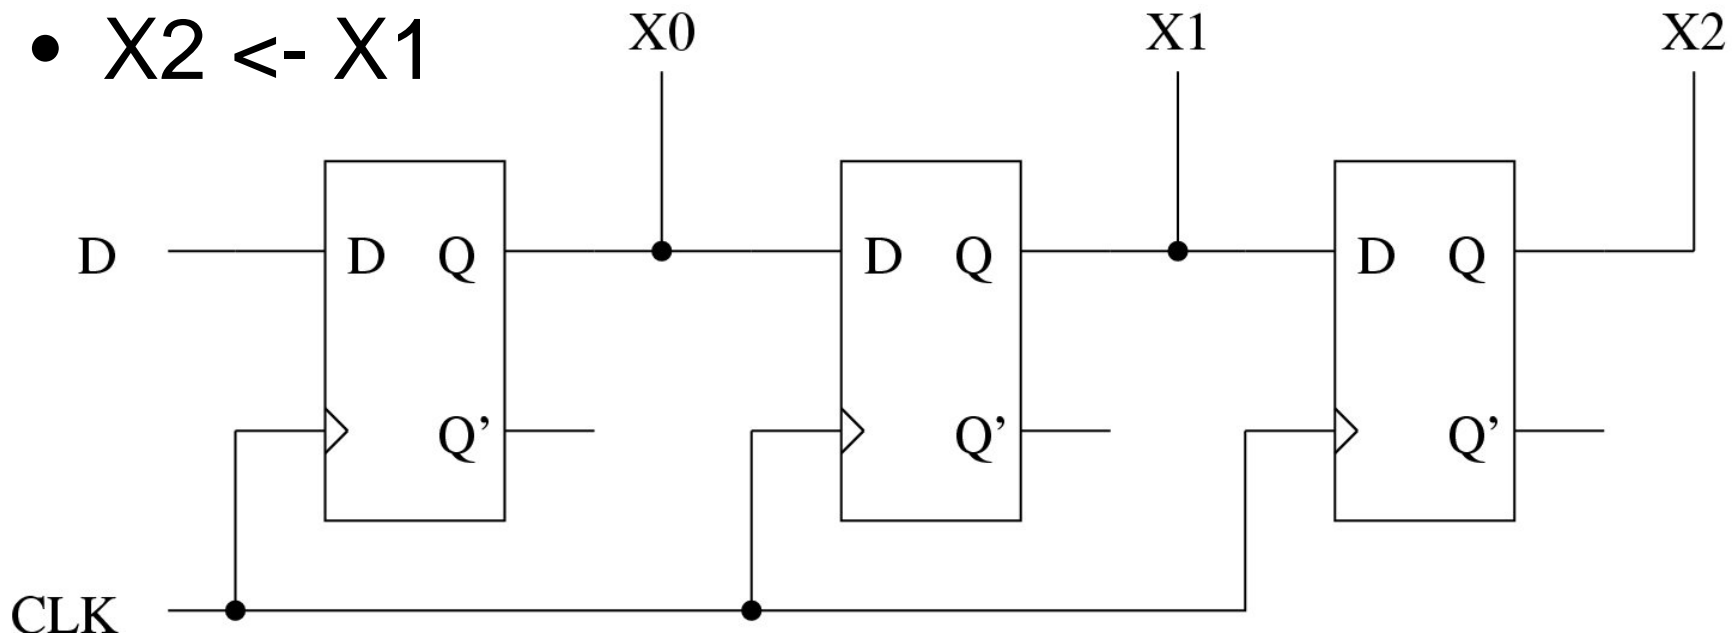 • X2 <- X1
X0 X1 X2
D D Q D Q D Q
Q’ Q’ Q’
CLK